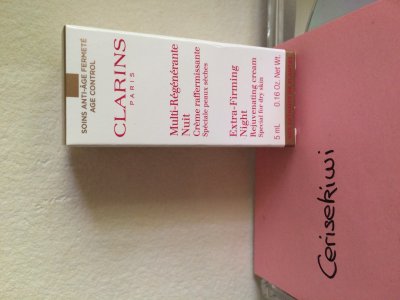 SOINS ANTI-ÂGE FERMETÉ
AGE CONTROL
CLARINS
PARIS
Multi-Régénérante
Nuit
Crème raffermissante
Spéciale peaux sèches
Extra-Firming
Night
Rejuvenating cream
Special for dry skin
5 mL 0.16 Oz. Net Wt.
Cerisekiwi